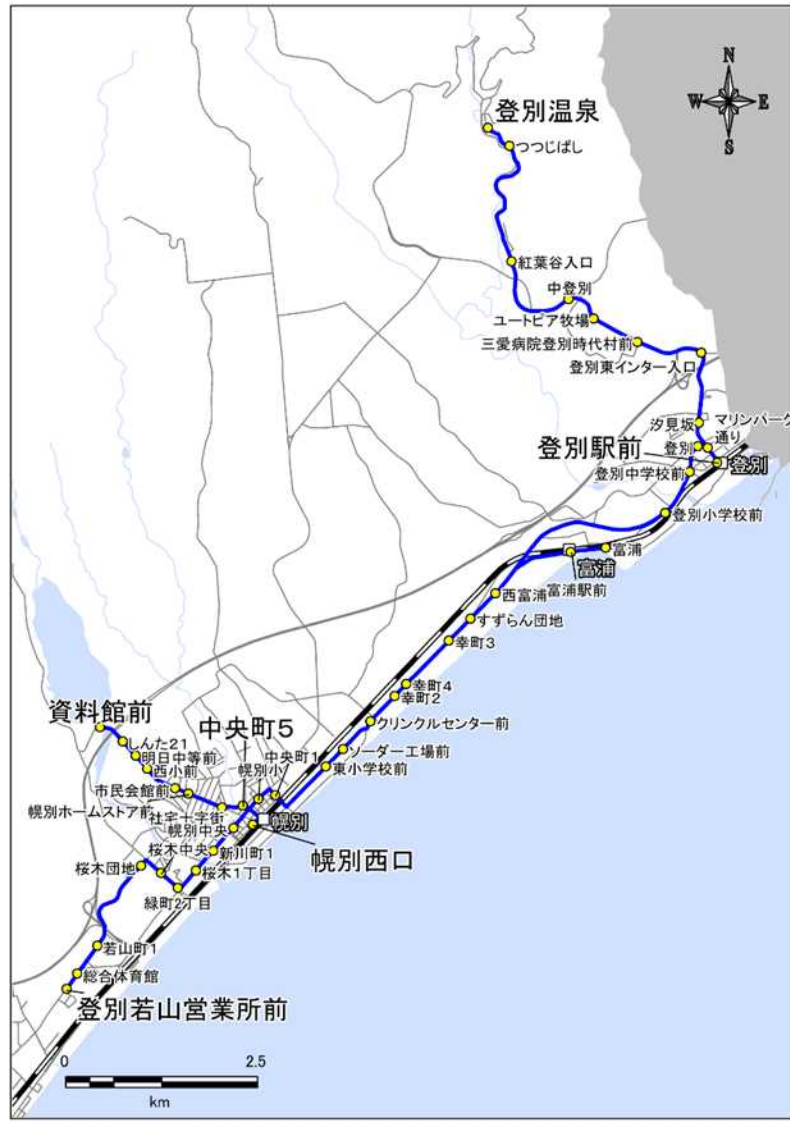 N
W
E
S
登別温泉
つつじばし
紅葉谷入口
中登別
ユートピア牧場
三愛病院登別時代村前
登別東インター入口
汐見坂
マリンパーク
通り
登別駅前
登別
登別
登別中学校前
登別小学校前
富浦
富浦
富浦駅前
西富浦
すずらん団地
幸町3
幸町4
幸町2
クリンクルセンター前
ソーダー工場前
東小学校前
資料館前
しんた21
明日中等前
西小前
市民会館前
中央町5
中央町1
幌別小
幌別ホームストア前
社宅十字街
幌別中央
幌別
幌別西口
新川町1
桜木中央
桜木1丁目
桜木団地
緑町2丁目
若山町1
総合体育館
登別若山営業所前
0
2.5
km